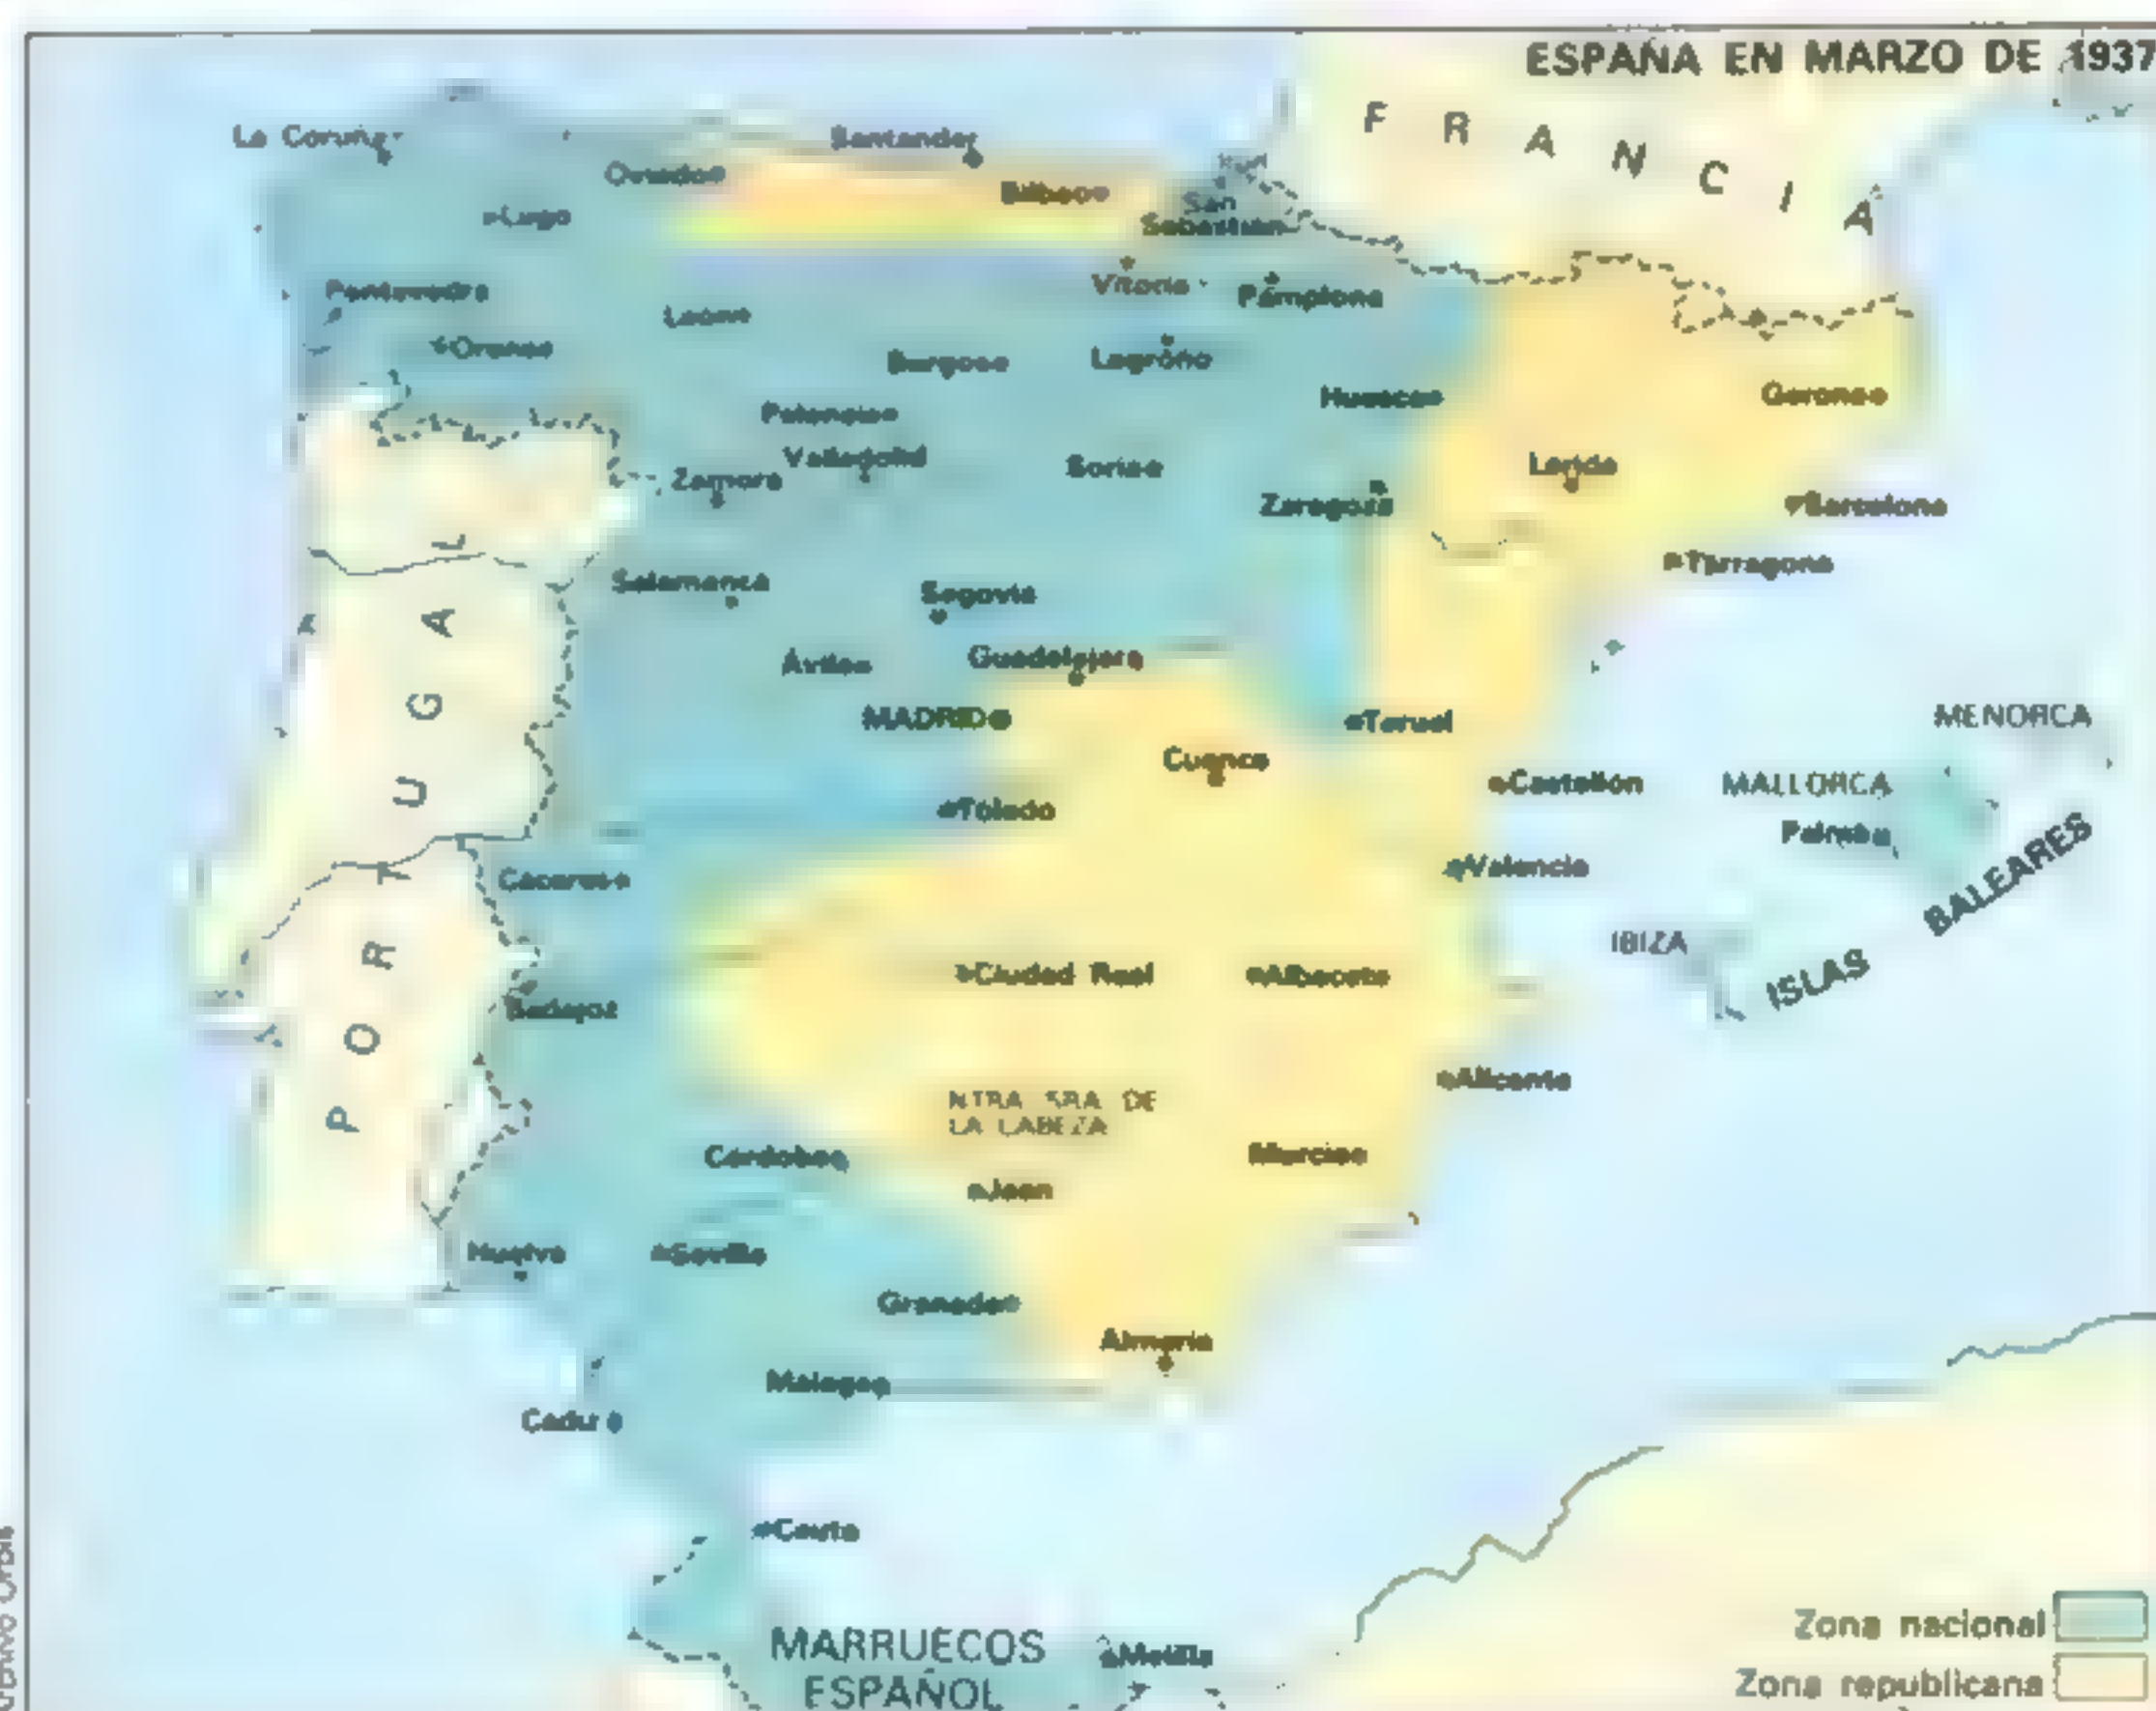 ESPAÑA EN MARZO DE 1937
FRANCIA
La Coruña
Santander
Oviedo
Bilbao
Lugo
San
Sebastián
Vitoria
Pamplona
Pontevedra
León
Orense
Burgos
Logroño
Huesca
Gerona
Palencia
Valladolid
Soria
Lérida
Zamora
Zaragoza
Barcelona
Tarragona
Salamanca
Segovia
Ávila
Guadalajara
MADRID
Teruel
MENORCA
Cuenca
Castellón
MALLORCA
Toledo
Palma
Cáceres
Valencia
ISLAS BALEARES
IBIZA
PORTUGAL
Ciudad Real
Albacete
Badajoz
Alicante
NTRA SRA DE
LA CABEZA
Córdoba
Murcia
Jaén
Huelva
Sevilla
Granada
Almería
Málaga
Cádiz
Ceuta
MARRUECOS
ESPAÑOL
Melilla
Zona nacional
Zona republicana